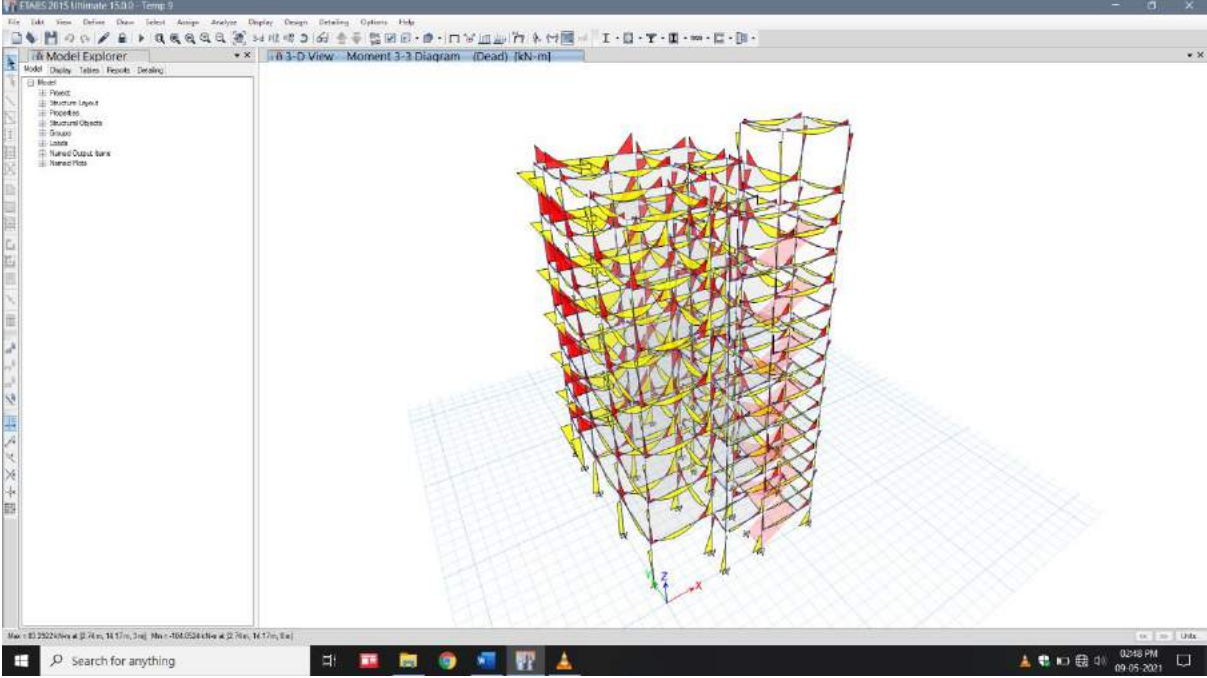 ETABS 2015 Ultimate 15.0.0 - Temp 9
File Edit View Define Draw Select Assign Analyze Display Design Detailing Options Help
Model Explorer
3-D View Moment 3-3 Diagram (Dead) [kN-m]
Model Display Tables Reports Detailing
Model
Project
Structure Layout
Properties
Structural Objects
Groups
Loads
Named Output Items
Named Plots
Z
X
Y
Units...
Search for anything
02:48 PM
09-05-2021